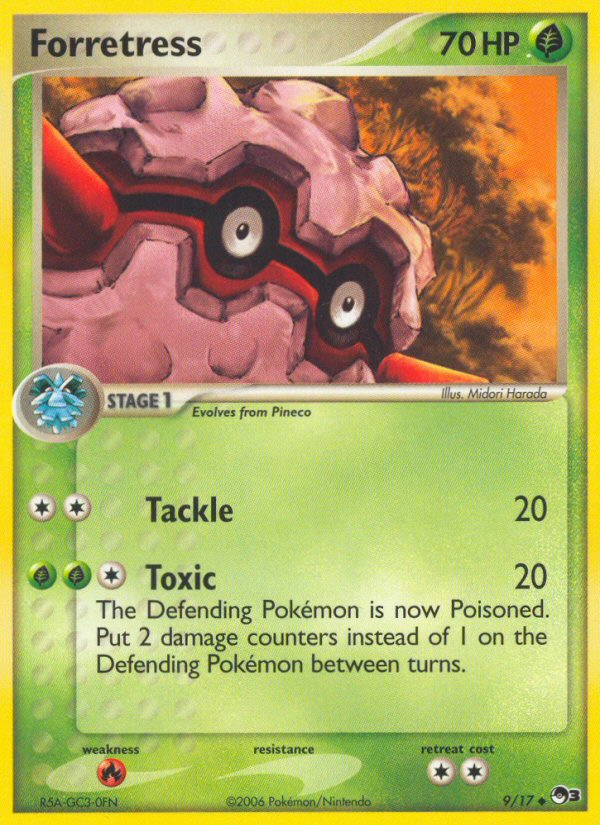 Forretress 70 HP
Illus. Midori Harada
STAGE 1
Evolves from Pineco
Tackle 20
Toxic 20
The Defending Pokémon is now Poisoned.
Put 2 damage counters instead of 1 on the
Defending Pokémon between turns.
weakness resistance retreat cost
R5A-GC3-0FN ©2006 Pokémon/Nintendo 9/17 3